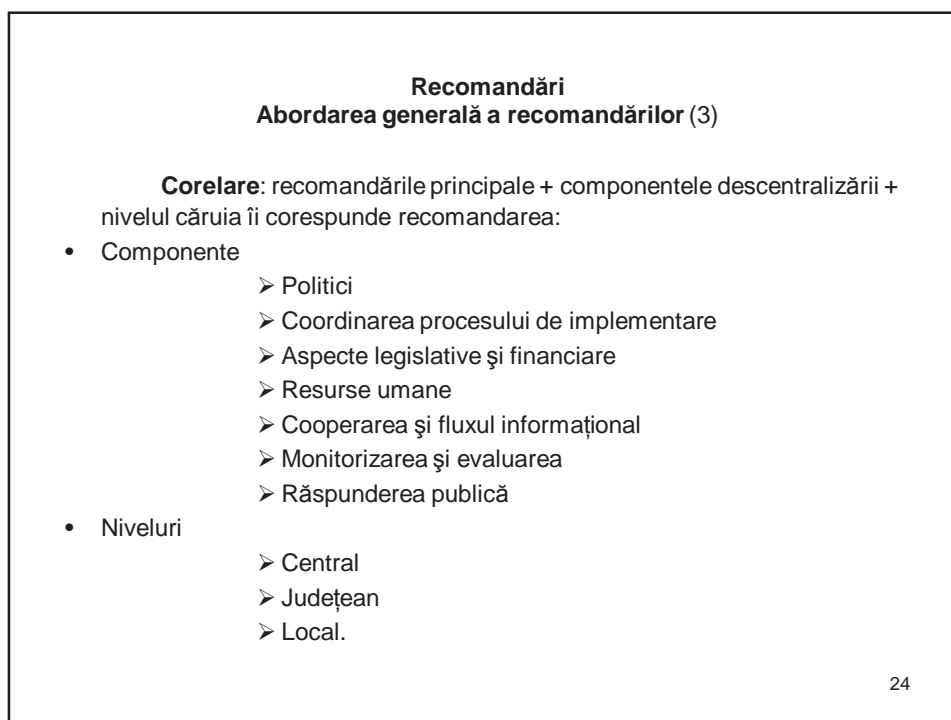 Recomandări
Abordarea generală a recomandărilor (3)
Corelare: recomandările principale + componentele descentralizării +
nivelul căruia îi corespunde recomandarea:
• Componente
➢ Politici
➢ Coordinarea procesului de implementare
➢ Aspecte legislative şi financiare
➢ Resurse umane
➢ Cooperarea şi fluxul informaţional
➢ Monitorizarea şi evaluarea
➢ Răspunderea publică
• Niveluri
➢ Central
➢ Judeţean
➢ Local.
24